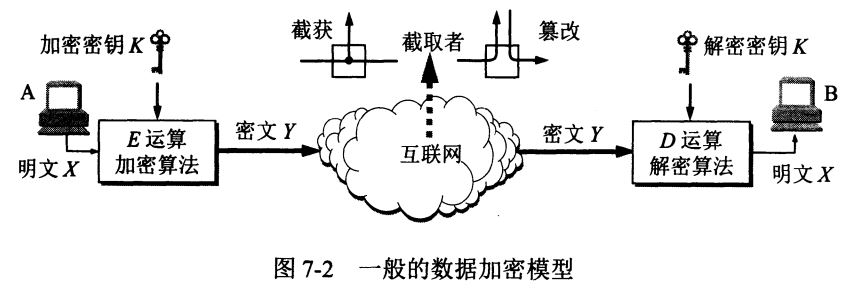 截获 截取者 篡改
加密密钥 K 解密密钥 K
A B
E 运算
加密算法
密文 Y
互联网
密文 Y
D 运算
解密算法
明文 X 明文 X
图 7-2 一般的数据加密模型